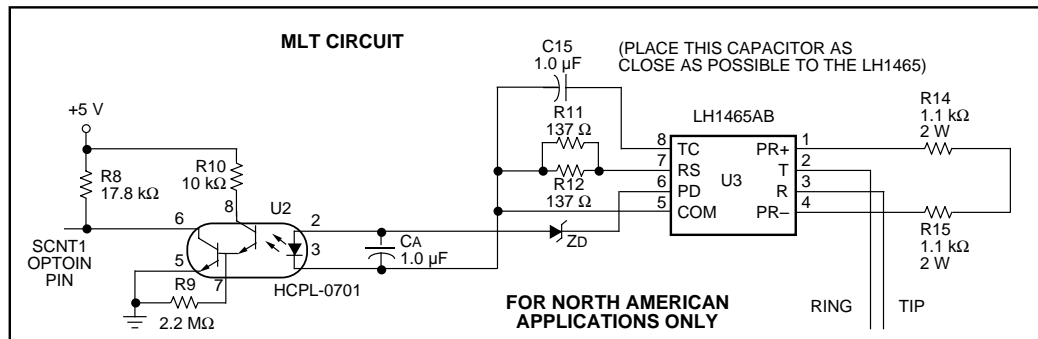 MLT CIRCUIT
C15
1.0 µF
(PLACE THIS CAPACITOR AS
CLOSE AS POSSIBLE TO THE LH1465)
+5 V
R8
17.8 kΩ
R10
10 kΩ
8
U2
6
2
3
5
7
R9
2.2 MΩ
SCNT1
OPTOIN
PIN
HCPL-0701
CA
1.0 µF
ZD
R11
137 Ω
R12
137 Ω
LH1465AB
8 TC PR+ 1
7 RS T 2
U3
6 PD R 3
5 COM PR– 4
R14
1.1 kΩ
2 W
R15
1.1 kΩ
2 W
FOR NORTH AMERICAN
APPLICATIONS ONLY
RING TIP